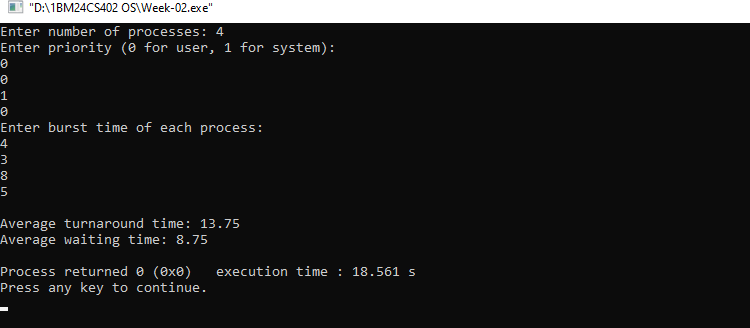 "D:\1BM24CS402 OS\Week-02.exe"
Enter number of processes: 4
Enter priority (0 for user, 1 for system):
0
0
1
0
Enter burst time of each process:
4
3
8
5
Average turnaround time: 13.75
Average waiting time: 8.75
Process returned 0 (0x0)   execution time : 18.561 s
Press any key to continue.